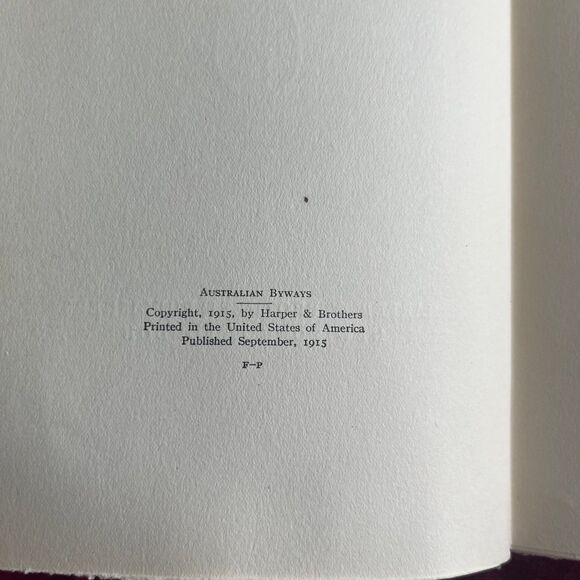 Australian Byways
Copyright, 1915, by Harper & Brothers
Printed in the United States of America
Published September, 1915
F-P